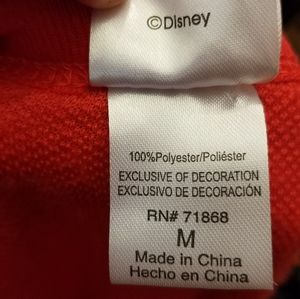 ©Disney
100%Polyester/Poliéster
EXCLUSIVE OF DECORATION
EXCLUSIVO DE DECORACIÓN
RN# 71868
M
Made in China
Hecho en China